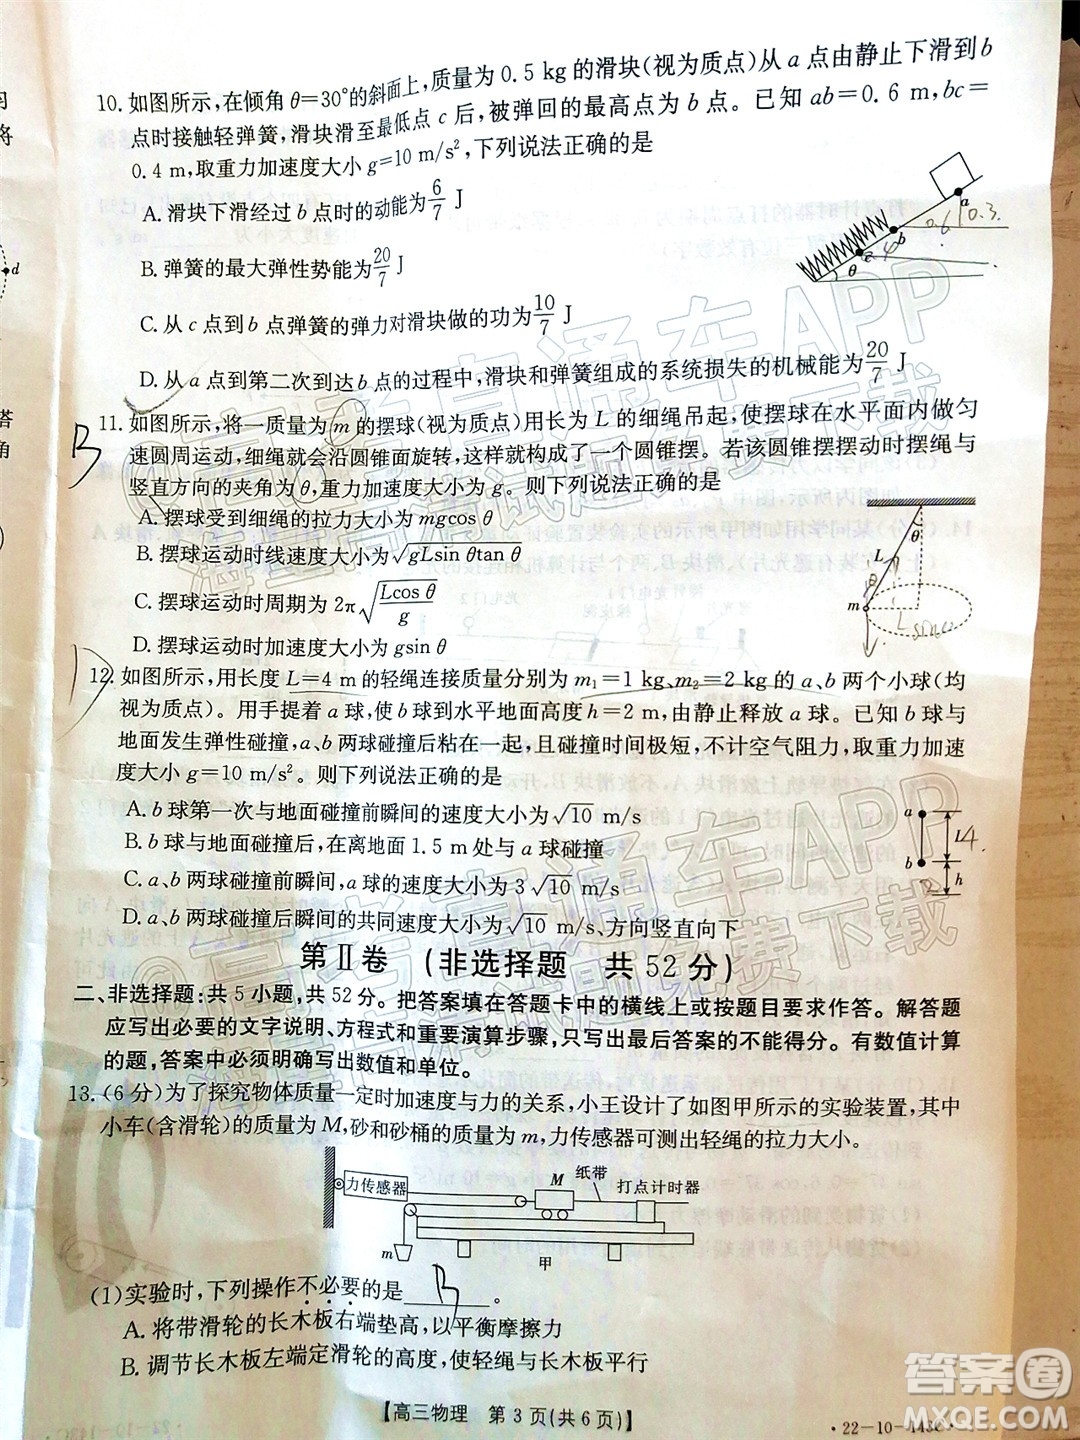 10. 如图所示,在倾角θ=30°的斜面上,质量为0.5 kg的滑块(视为质点)从a点由静止下滑到b
点时接触轻弹簧,滑块滑至最低点c后,被弹回的最高点为b点。已知ab=0.6 m,bc=
0.4 m,取重力加速度大小g=10 m/s²,下列说法正确的是
A. 滑块下滑经过b点时的动能为6/7 J
B. 弹簧的最大弹性势能为20/7 J
C. 从c点到b点弹簧的弹力对滑块做的功为10/7 J
D. 从a点到第二次到达b点的过程中,滑块和弹簧组成的系统损失的机械能为20/7 J
a
b
c
θ
0.6
0.3.
B
11. 如图所示,将一质量为m的摆球(视为质点)用长为L的细绳吊起,使摆球在水平面内做匀
速圆周运动,细绳就会沿圆锥面旋转,这样就构成了一个圆锥摆。若该圆锥摆摆动时摆绳与
竖直方向的夹角为θ,重力加速度大小为g。则下列说法正确的是
A. 摆球受到细绳的拉力大小为mgcos θ
B. 摆球运动时线速度大小为√gLsin θtan θ
C. 摆球运动时周期为2π√(Lcos θ/g)
D. 摆球运动时加速度大小为gsin θ
θ
L
m
D
12. 如图所示,用长度L=4 m的轻绳连接质量分别为m₁=1 kg、m₂=2 kg的a、b两个小球(均
视为质点)。用手提着a球,使b球到水平地面高度h=2 m,由静止释放a球。已知b球与
地面发生弹性碰撞,a、b两球碰撞后粘在一起,且碰撞时间极短,不计空气阻力,取重力加速
度大小g=10 m/s²。则下列说法正确的是
A. b球第一次与地面碰撞前瞬间的速度大小为√10 m/s
B. b球与地面碰撞后,在距离地面1.5 m处与a球碰撞
C. a、b两球碰撞前瞬间,a球的速度大小为3√10 m/s
D. a、b两球碰撞后瞬间的共同速度大小为√10 m/s、方向竖直向下
a
b
L
4.
h
第Ⅱ卷 (非选择题 共52分)
二、非选择题:共5小题,共52分。把答案填在答题卡中的横线上或按题目要求作答。解答题
应写出必要的文字说明、方程式和重要演算步骤,只写出最后答案的不能得分。有数值计算
的题,答案中必须明确写出数值和单位。
13. (6分)为了探究物体质量一定时加速度与力的关系,小王设计了如图甲所示的实验装置,其中
小车(含滑轮)的质量为M,砂和砂桶的质量为m,力传感器可测出轻绳的拉力大小。
力传感器
M
纸带
打点计时器
m
甲
(1)实验时,下列操作不必要的是 B 。
A. 将带滑轮的长木板右端垫高,以平衡摩擦力
B. 调节长木板左端定滑轮的高度,使轻绳与长木板平行
【高三物理 第3页(共6页)】
·22-10-143C·
答案圈
MXQE.COM